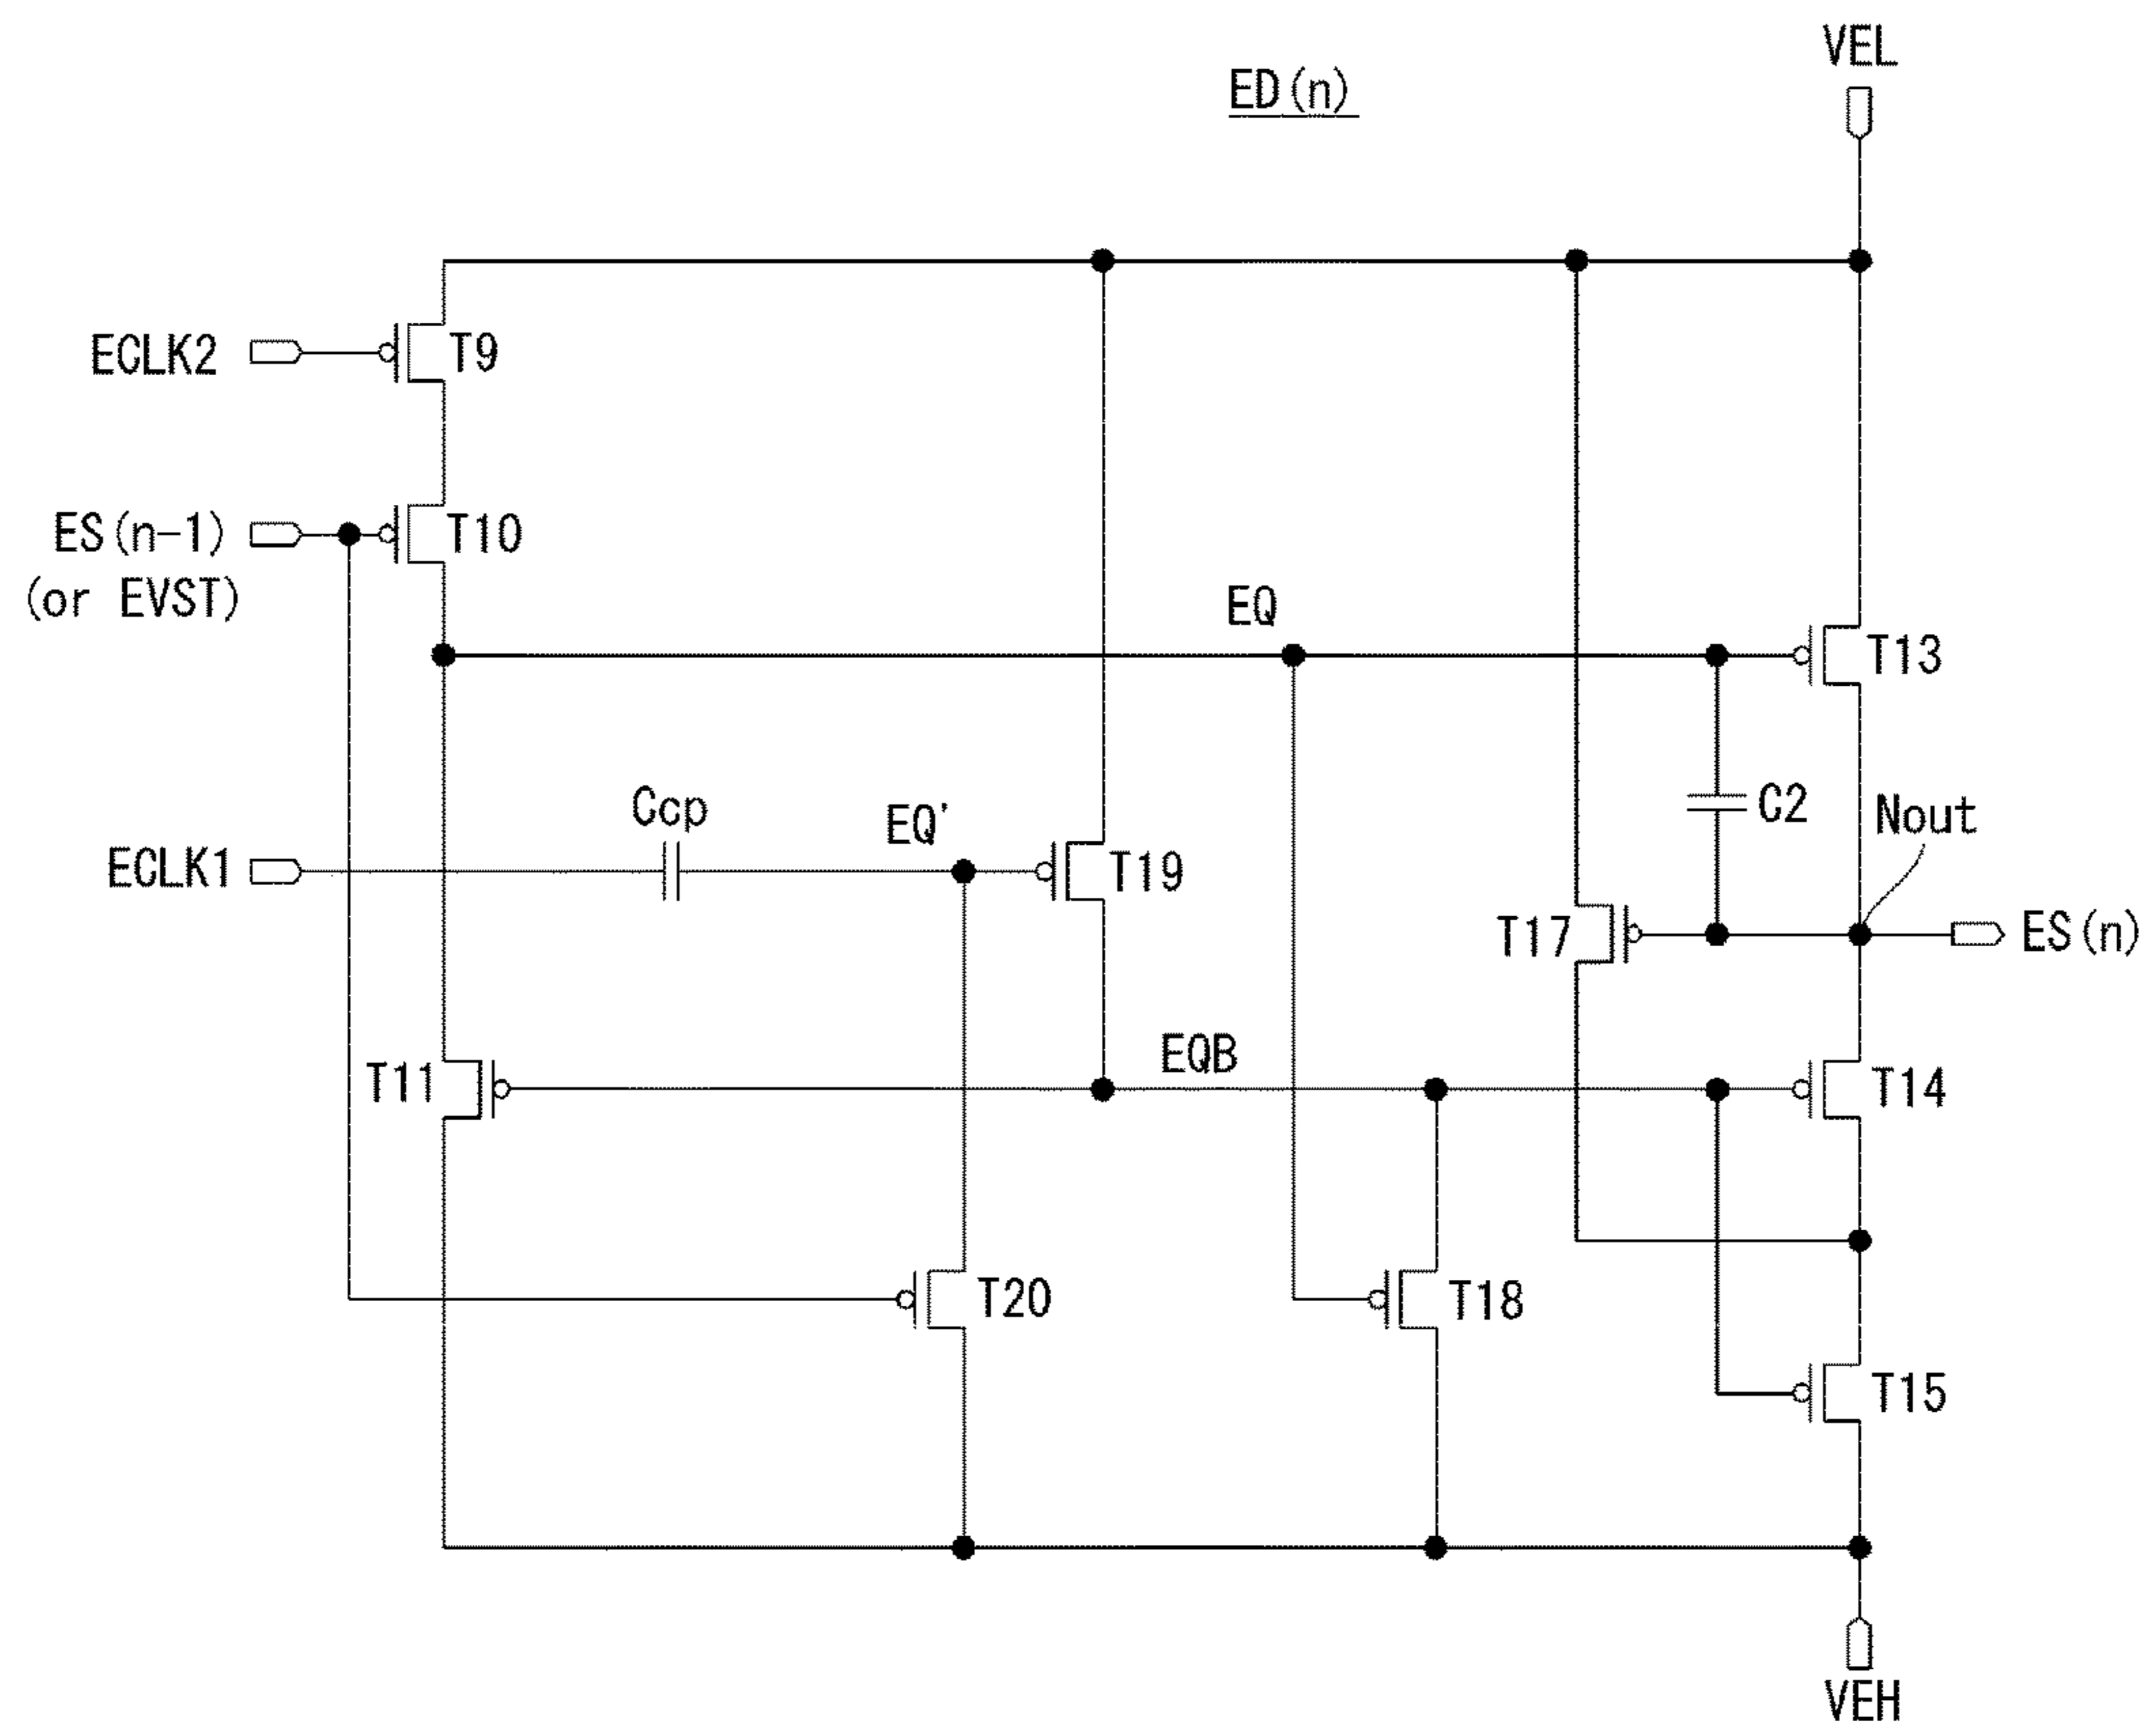 VEL
ED(n)
ECLK2
T9
ES(n-1)
(or EVST)
T10
EQ
T13
Ccp
EQ'
C2
Nout
ECLK1
T19
T17
ES(n)
T11
EQB
T14
T20
T18
T15
VEH